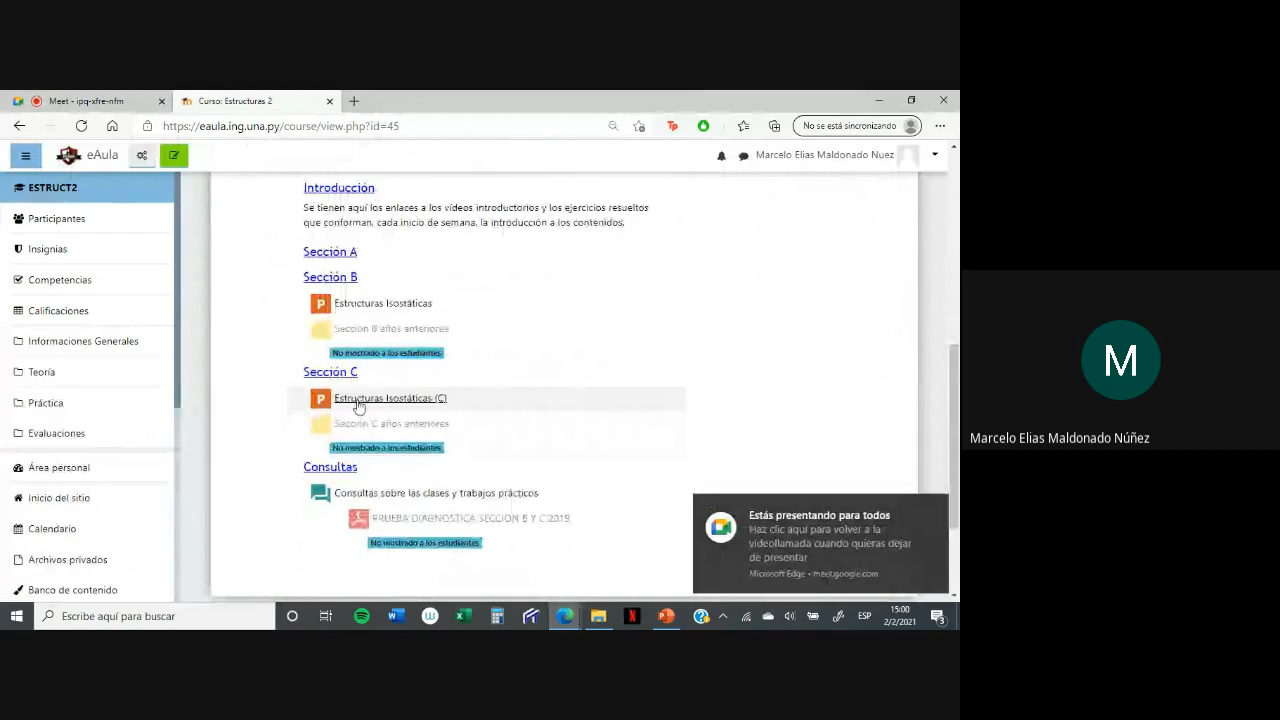 Meet - ipq-xfre-nfm
Curso: Estructuras 2
https://eaula.ing.una.py/course/view.php?id=45
No se está sincronizando
eAula
Marcelo Elias Maldonado Nuez
ESTRUCT2
Participantes
Insignias
Competencias
Calificaciones
Informaciones Generales
Teoría
Práctica
Evaluaciones
Área personal
Inicio del sitio
Calendario
Archivos privados
Banco de contenido
Introducción
Se tienen aquí los enlaces a los vídeos introductorios y los ejercicios resueltos
que conforman, cada inicio de semana, la introducción a los contenidos.
Sección A
Sección B
Estructuras Isostáticas
Sección B años anteriores
No mostrado a los estudiantes
Sección C
Estructuras Isostáticas (C)
Sección C años anteriores
No mostrado a los estudiantes
Consultas
Consultas sobre las clases y trabajos prácticos
PRUEBA DIAGNOSTICA SECCION B Y C 2019
No mostrado a los estudiantes
Estás presentando para todos
Haz clic aquí para volver a la
videollamada cuando quieras dejar
de presentar
Microsoft Edge • meet.google.com
Escribe aquí para buscar
ESP
15:00
2/2/2021
3
M
Marcelo Elias Maldonado Núñez